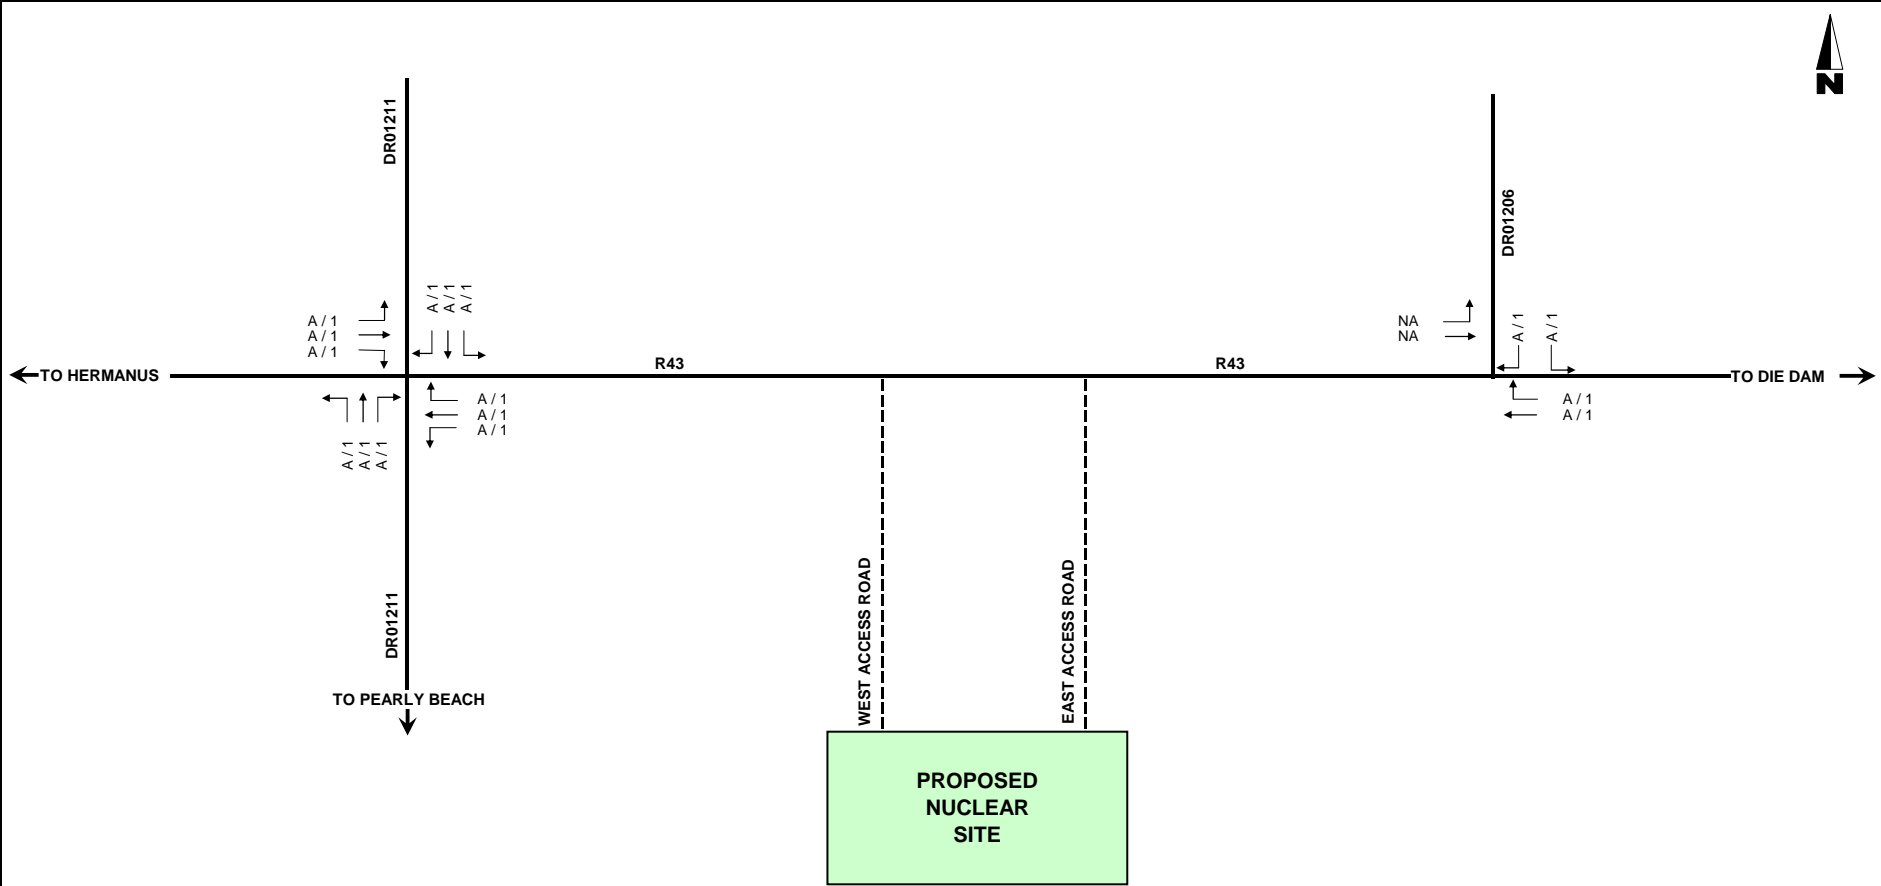 N
DR01211
DR01206
A / 1
A / 1
A / 1
A / 1
A / 1
A / 1
NA
NA
A / 1
A / 1
TO HERMANUS
R43
R43
TO DIE DAM
A / 1
A / 1
A / 1
A / 1
A / 1
A / 1
A / 1
A / 1
DR01211
WEST ACCESS ROAD
EAST ACCESS ROAD
TO PEARLY BEACH
PROPOSED
NUCLEAR
SITE